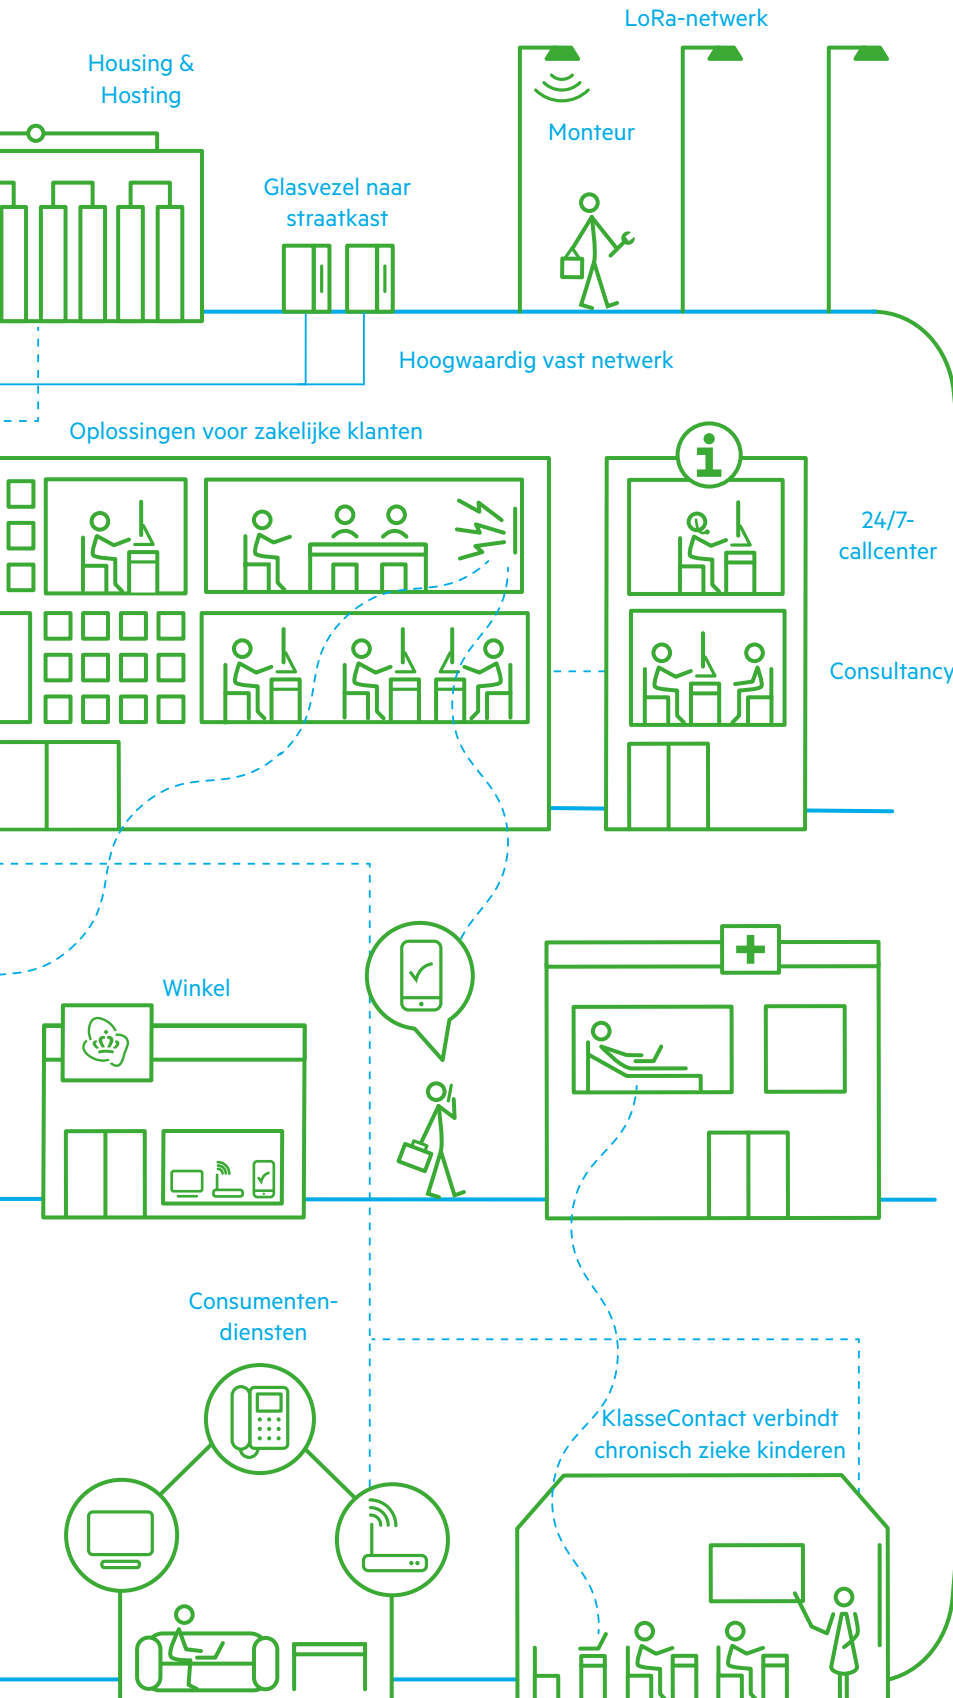 LoRa-netwerk
Housing &
Hosting
Monteur
Glasvezel naar
straatkast
Hoogwaardig vast netwerk
Oplossingen voor zakelijke klanten
24/7-
callcenter
Consultancy
Winkel
Consumenten-
diensten
KlasseContact verbindt
chronisch zieke kinderen